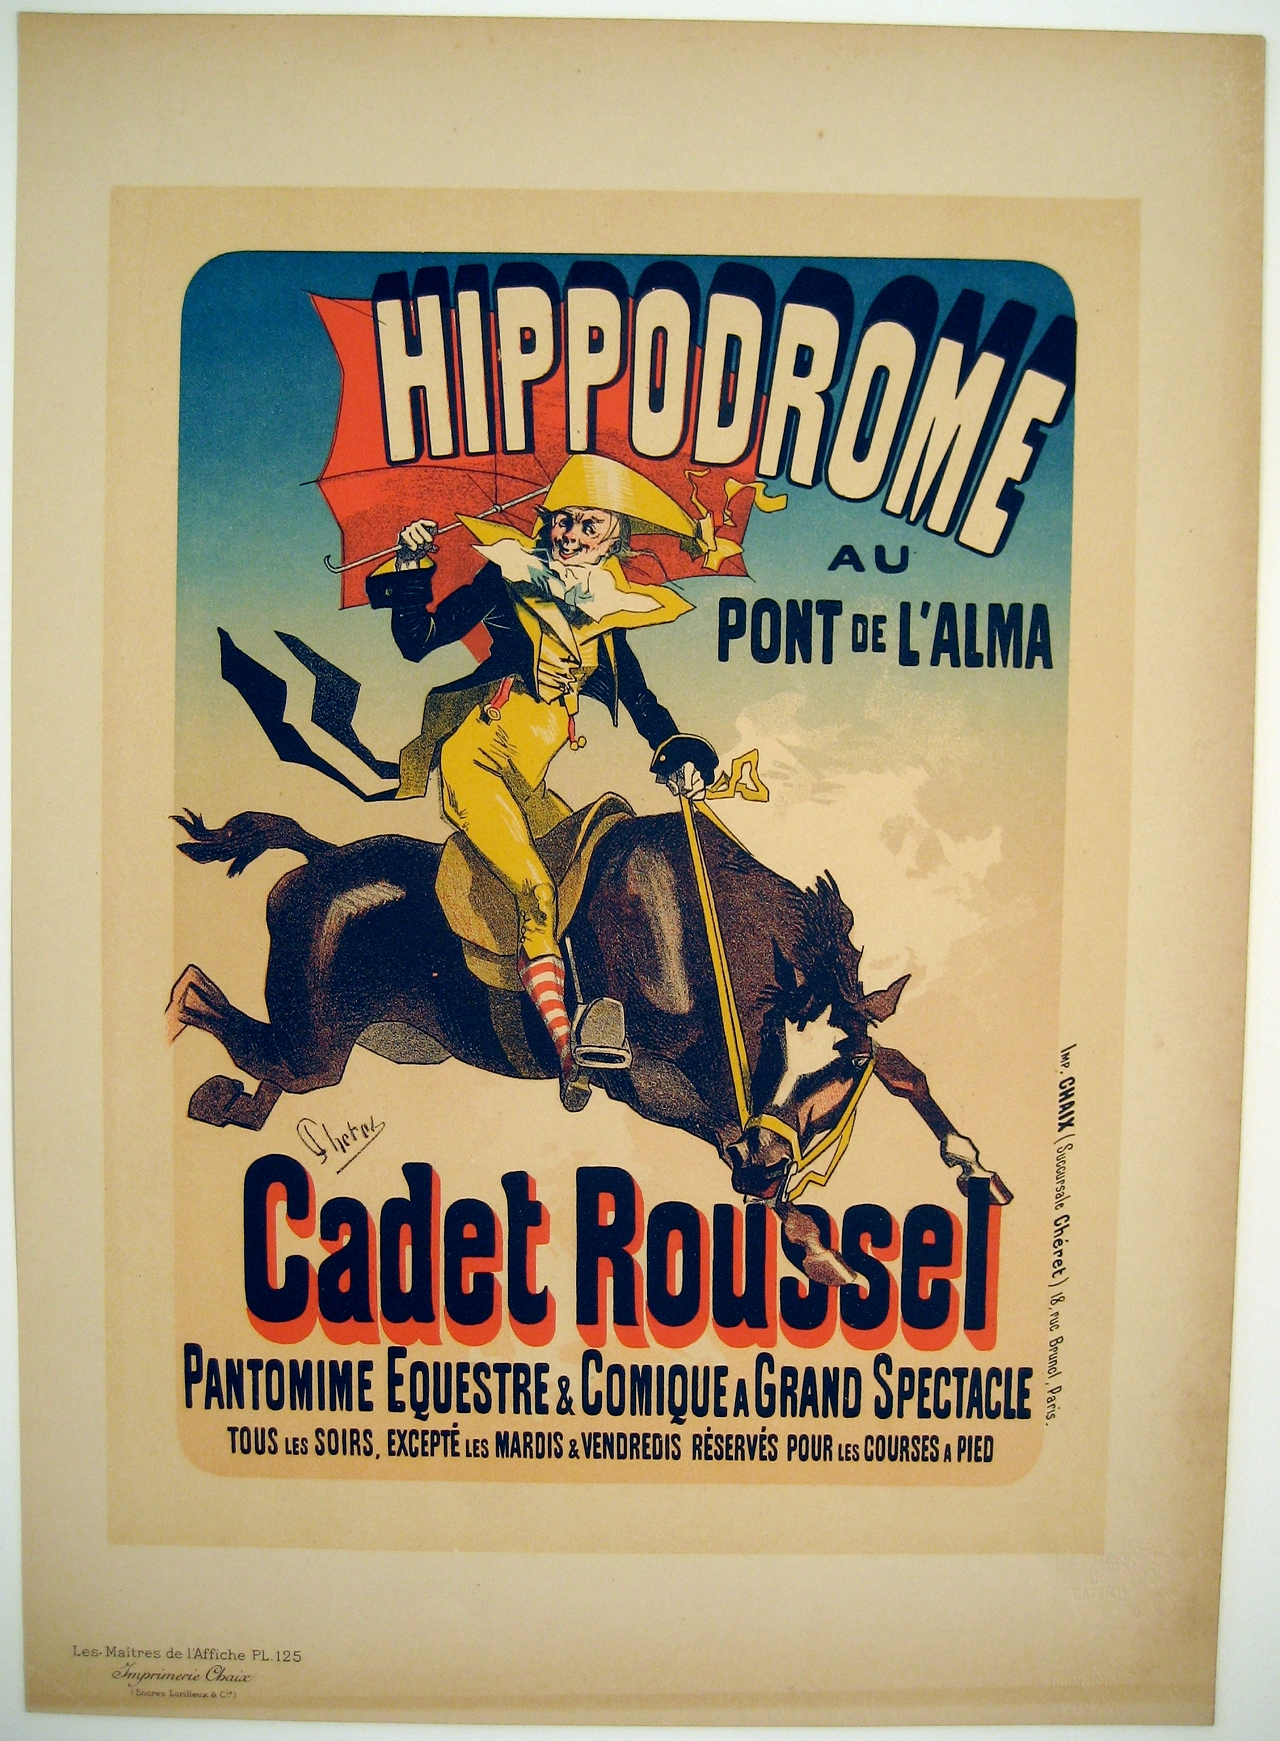 HIPPODROME
AU
PONT DE L'ALMA
Cheret
Cadet Roussel
PANTOMIME EQUESTRE & COMIQUE A GRAND SPECTACLE
TOUS LES SOIRS, EXCEPTÉ LES MARDIS & VENDREDIS RÉSERVÉS POUR LES COURSES A PIED
IMP. CHAIX (Succursale Chéret) 18, rue Brunel, Paris.
Les Maîtres de l'Affiche PL.125
Imprimerie Chaix
(Encres Lorilleux & Cie)